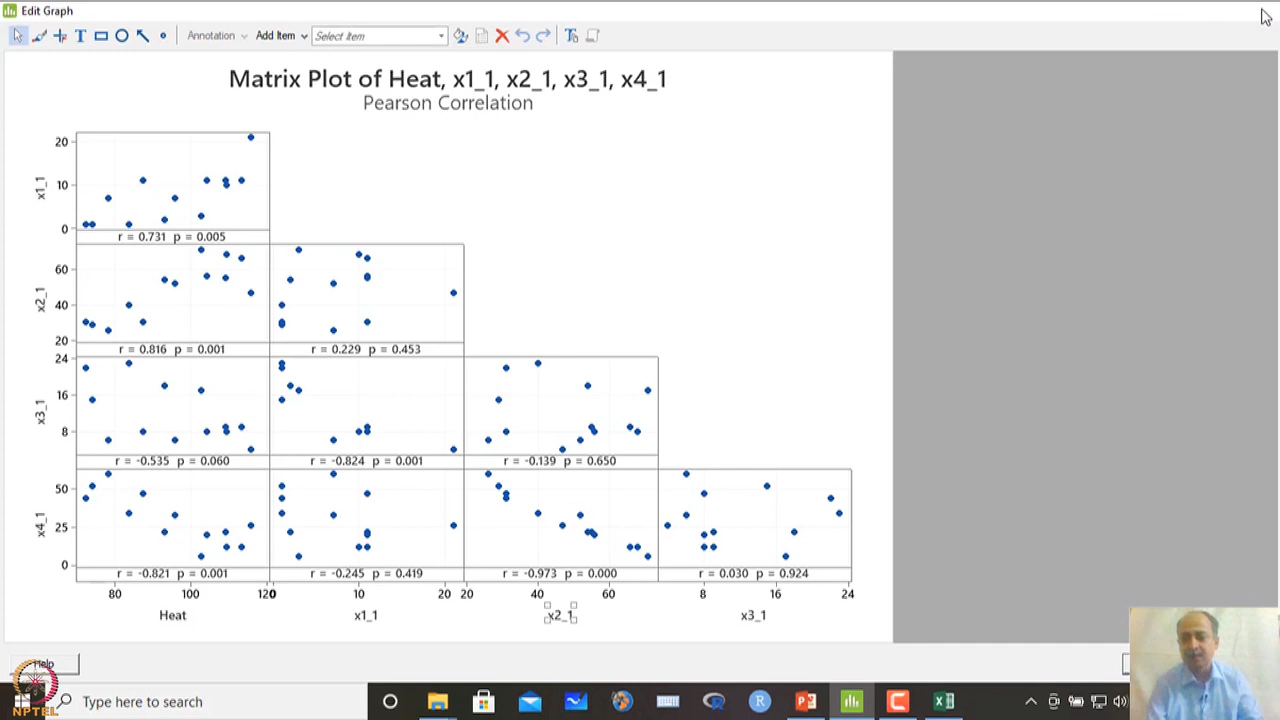 Edit Graph
T Annotation Add Item Select Item
Matrix Plot of Heat, x1_1, x2_1, x3_1, x4_1
Pearson Correlation
20
10
0
x1_1
r = 0.731 p = 0.005
60
40
20
x2_1
r = 0.816 p = 0.001 r = 0.229 p = 0.453
24
16
8
x3_1
r = -0.535 p = 0.060 r = -0.824 p = 0.001 r = -0.139 p = 0.650
50
25
0
x4_1
r = -0.821 p = 0.001 r = -0.245 p = 0.419 r = -0.973 p = 0.000 r = 0.030 p = 0.924
80 100 120 0 10 20 20 40 60 8 16 24
Heat x1_1 x2_1 x3_1
Help
Type here to search
NPTEL